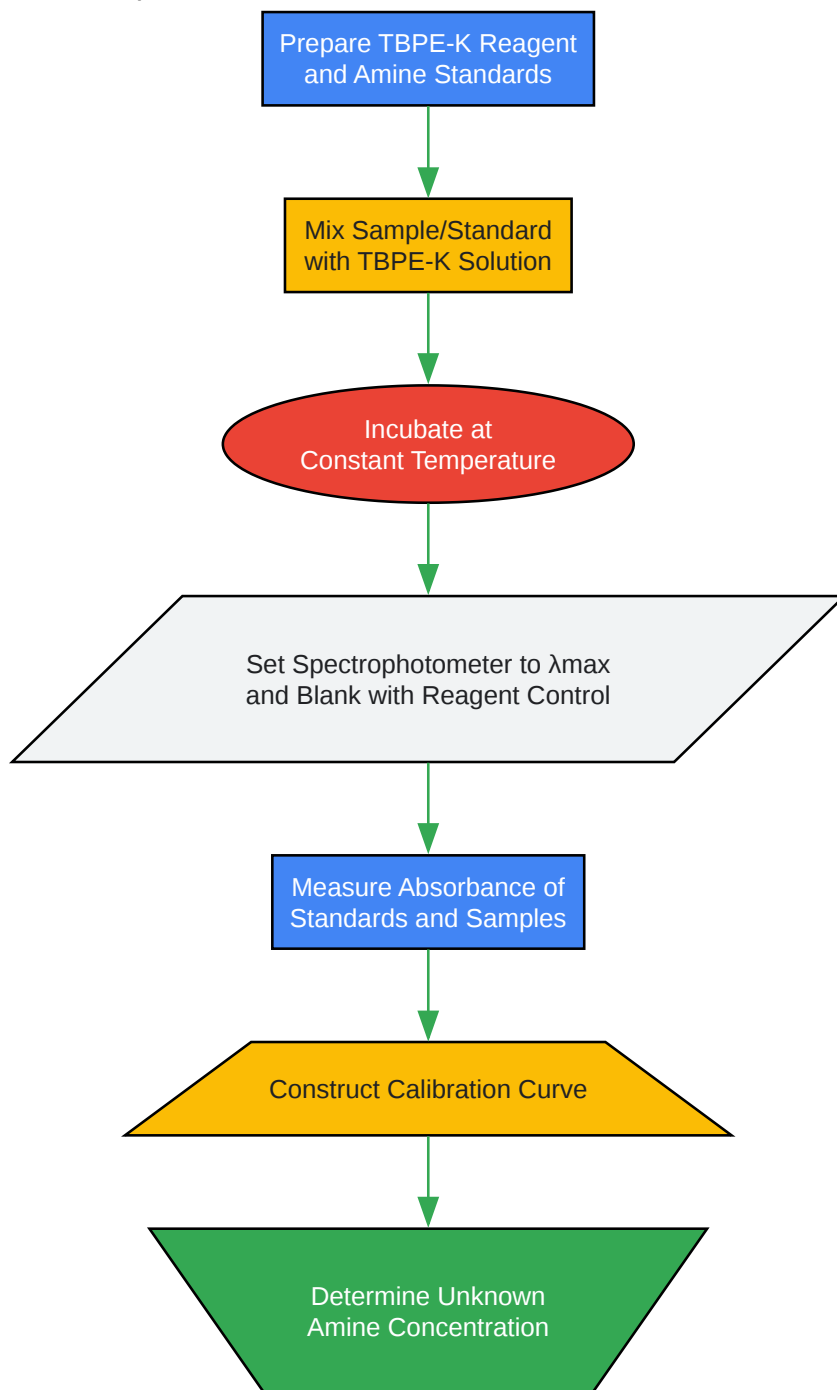 Prepare TBPE-K Reagent
and Amine Standards
Mix Sample/Standard
with TBPE-K Solution
Incubate at
Constant Temperature
Set Spectrophotometer to λmax
and Blank with Reagent Control
Measure Absorbance of
Standards and Samples
Construct Calibration Curve
Determine Unknown
Amine Concentration